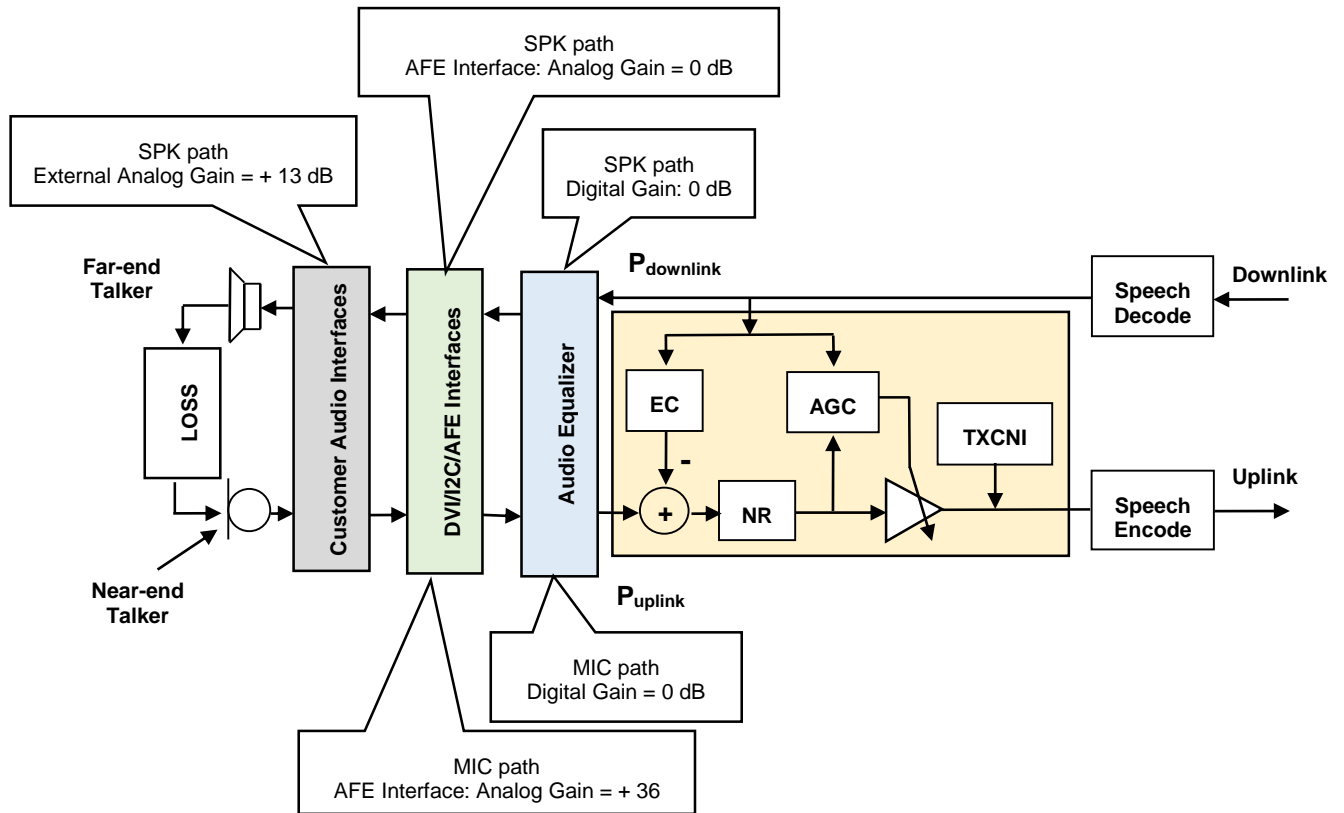 SPK path
AFE Interface: Analog Gain = 0 dB
SPK path
External Analog Gain = + 13 dB
SPK path
Digital Gain: 0 dB
Far-end
Talker
P downlink
Downlink
Speech
Decode
LOSS
Customer Audio Interfaces
DVI/I2C/AFE Interfaces
Audio Equalizer
EC
AGC
TXCNI
-
+
NR
Uplink
Speech
Encode
Near-end
Talker
P uplink
MIC path
Digital Gain = 0 dB
MIC path
AFE Interface: Analog Gain = + 36